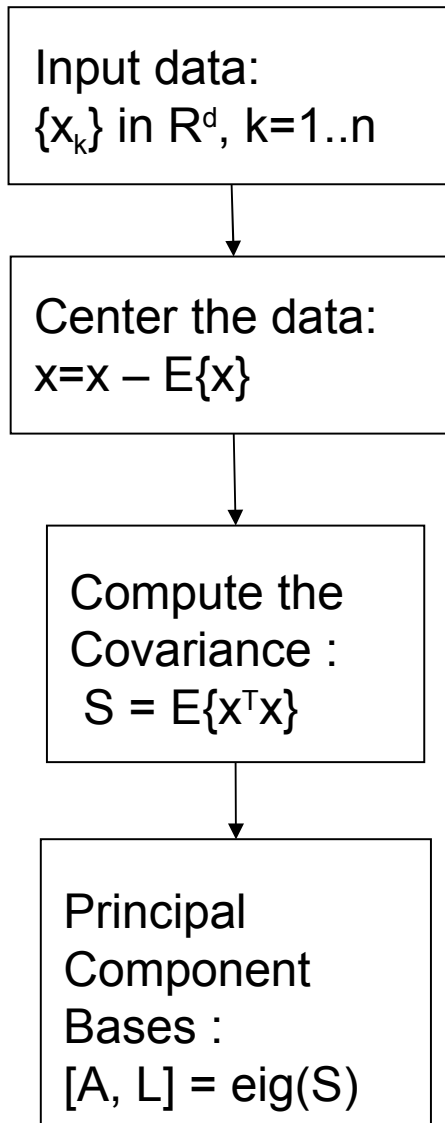 Input data:
{xₖ} in Rᵈ, k=1..n
Center the data:
x=x – E{x}
Compute the
Covariance :
S = E{xᵀx}
Principal
Component
Bases :
[A, L] = eig(S)